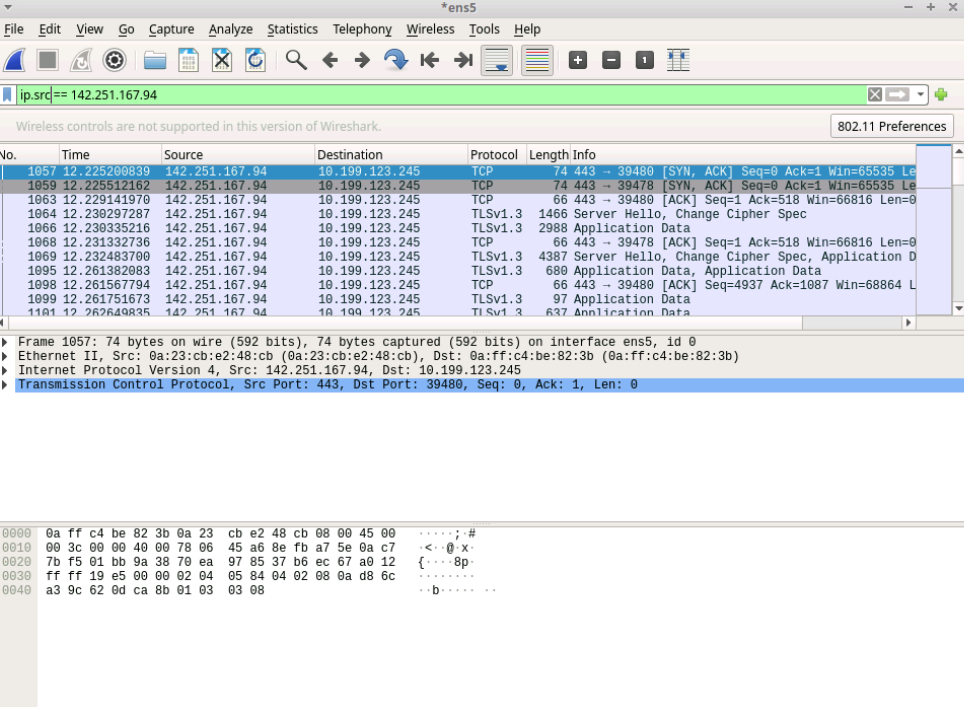 *ens5
File Edit View Go Capture Analyze Statistics Telephony Wireless Tools Help
ip.src == 142.251.167.94
Wireless controls are not supported in this version of Wireshark. 802.11 Preferences
No. Time Source Destination Protocol Length Info
1057 12.225200839 142.251.167.94 10.199.123.245 TCP 74 443 → 39480 [SYN, ACK] Seq=0 Ack=1 Win=65535 Le
1059 12.225512162 142.251.167.94 10.199.123.245 TCP 74 443 → 39478 [SYN, ACK] Seq=0 Ack=1 Win=65535 Le
1063 12.229141970 142.251.167.94 10.199.123.245 TCP 66 443 → 39480 [ACK] Seq=1 Ack=518 Win=66816 Len=0
1064 12.230297287 142.251.167.94 10.199.123.245 TLSv1.3 1466 Server Hello, Change Cipher Spec
1066 12.230335216 142.251.167.94 10.199.123.245 TLSv1.3 2988 Application Data
1068 12.231332736 142.251.167.94 10.199.123.245 TCP 66 443 → 39478 [ACK] Seq=1 Ack=518 Win=66816 Len=0
1069 12.232483700 142.251.167.94 10.199.123.245 TLSv1.3 4387 Server Hello, Change Cipher Spec, Application D
1095 12.261382083 142.251.167.94 10.199.123.245 TLSv1.3 680 Application Data, Application Data
1098 12.261567794 142.251.167.94 10.199.123.245 TCP 66 443 → 39480 [ACK] Seq=4937 Ack=1087 Win=68864 L
1099 12.261751673 142.251.167.94 10.199.123.245 TLSv1.3 97 Application Data
1101 12.262649835 142.251.167.94 10.199.123.245 TLSv1.3 637 Application Data
Frame 1057: 74 bytes on wire (592 bits), 74 bytes captured (592 bits) on interface ens5, id 0
Ethernet II, Src: 0a:23:cb:e2:48:cb (0a:23:cb:e2:48:cb), Dst: 0a:ff:c4:be:82:3b (0a:ff:c4:be:82:3b)
Internet Protocol Version 4, Src: 142.251.167.94, Dst: 10.199.123.245
Transmission Control Protocol, Src Port: 443, Dst Port: 39480, Seq: 0, Ack: 1, Len: 0
0000 0a ff c4 be 82 3b 0a 23 cb e2 48 cb 08 00 45 00 ·····;·#
0010 00 3c 00 00 40 00 78 06 45 a6 8e fb a7 5e 0a c7 ·<··@·x·
0020 7b f5 01 bb 9a 38 70 ea 97 85 37 b6 ec 67 a0 12 {····8p·
0030 ff ff 19 e5 00 00 02 04 05 84 04 02 08 0a d8 6c ········
0040 a3 9c 62 0d ca 8b 01 03 03 08 ··b····· ··